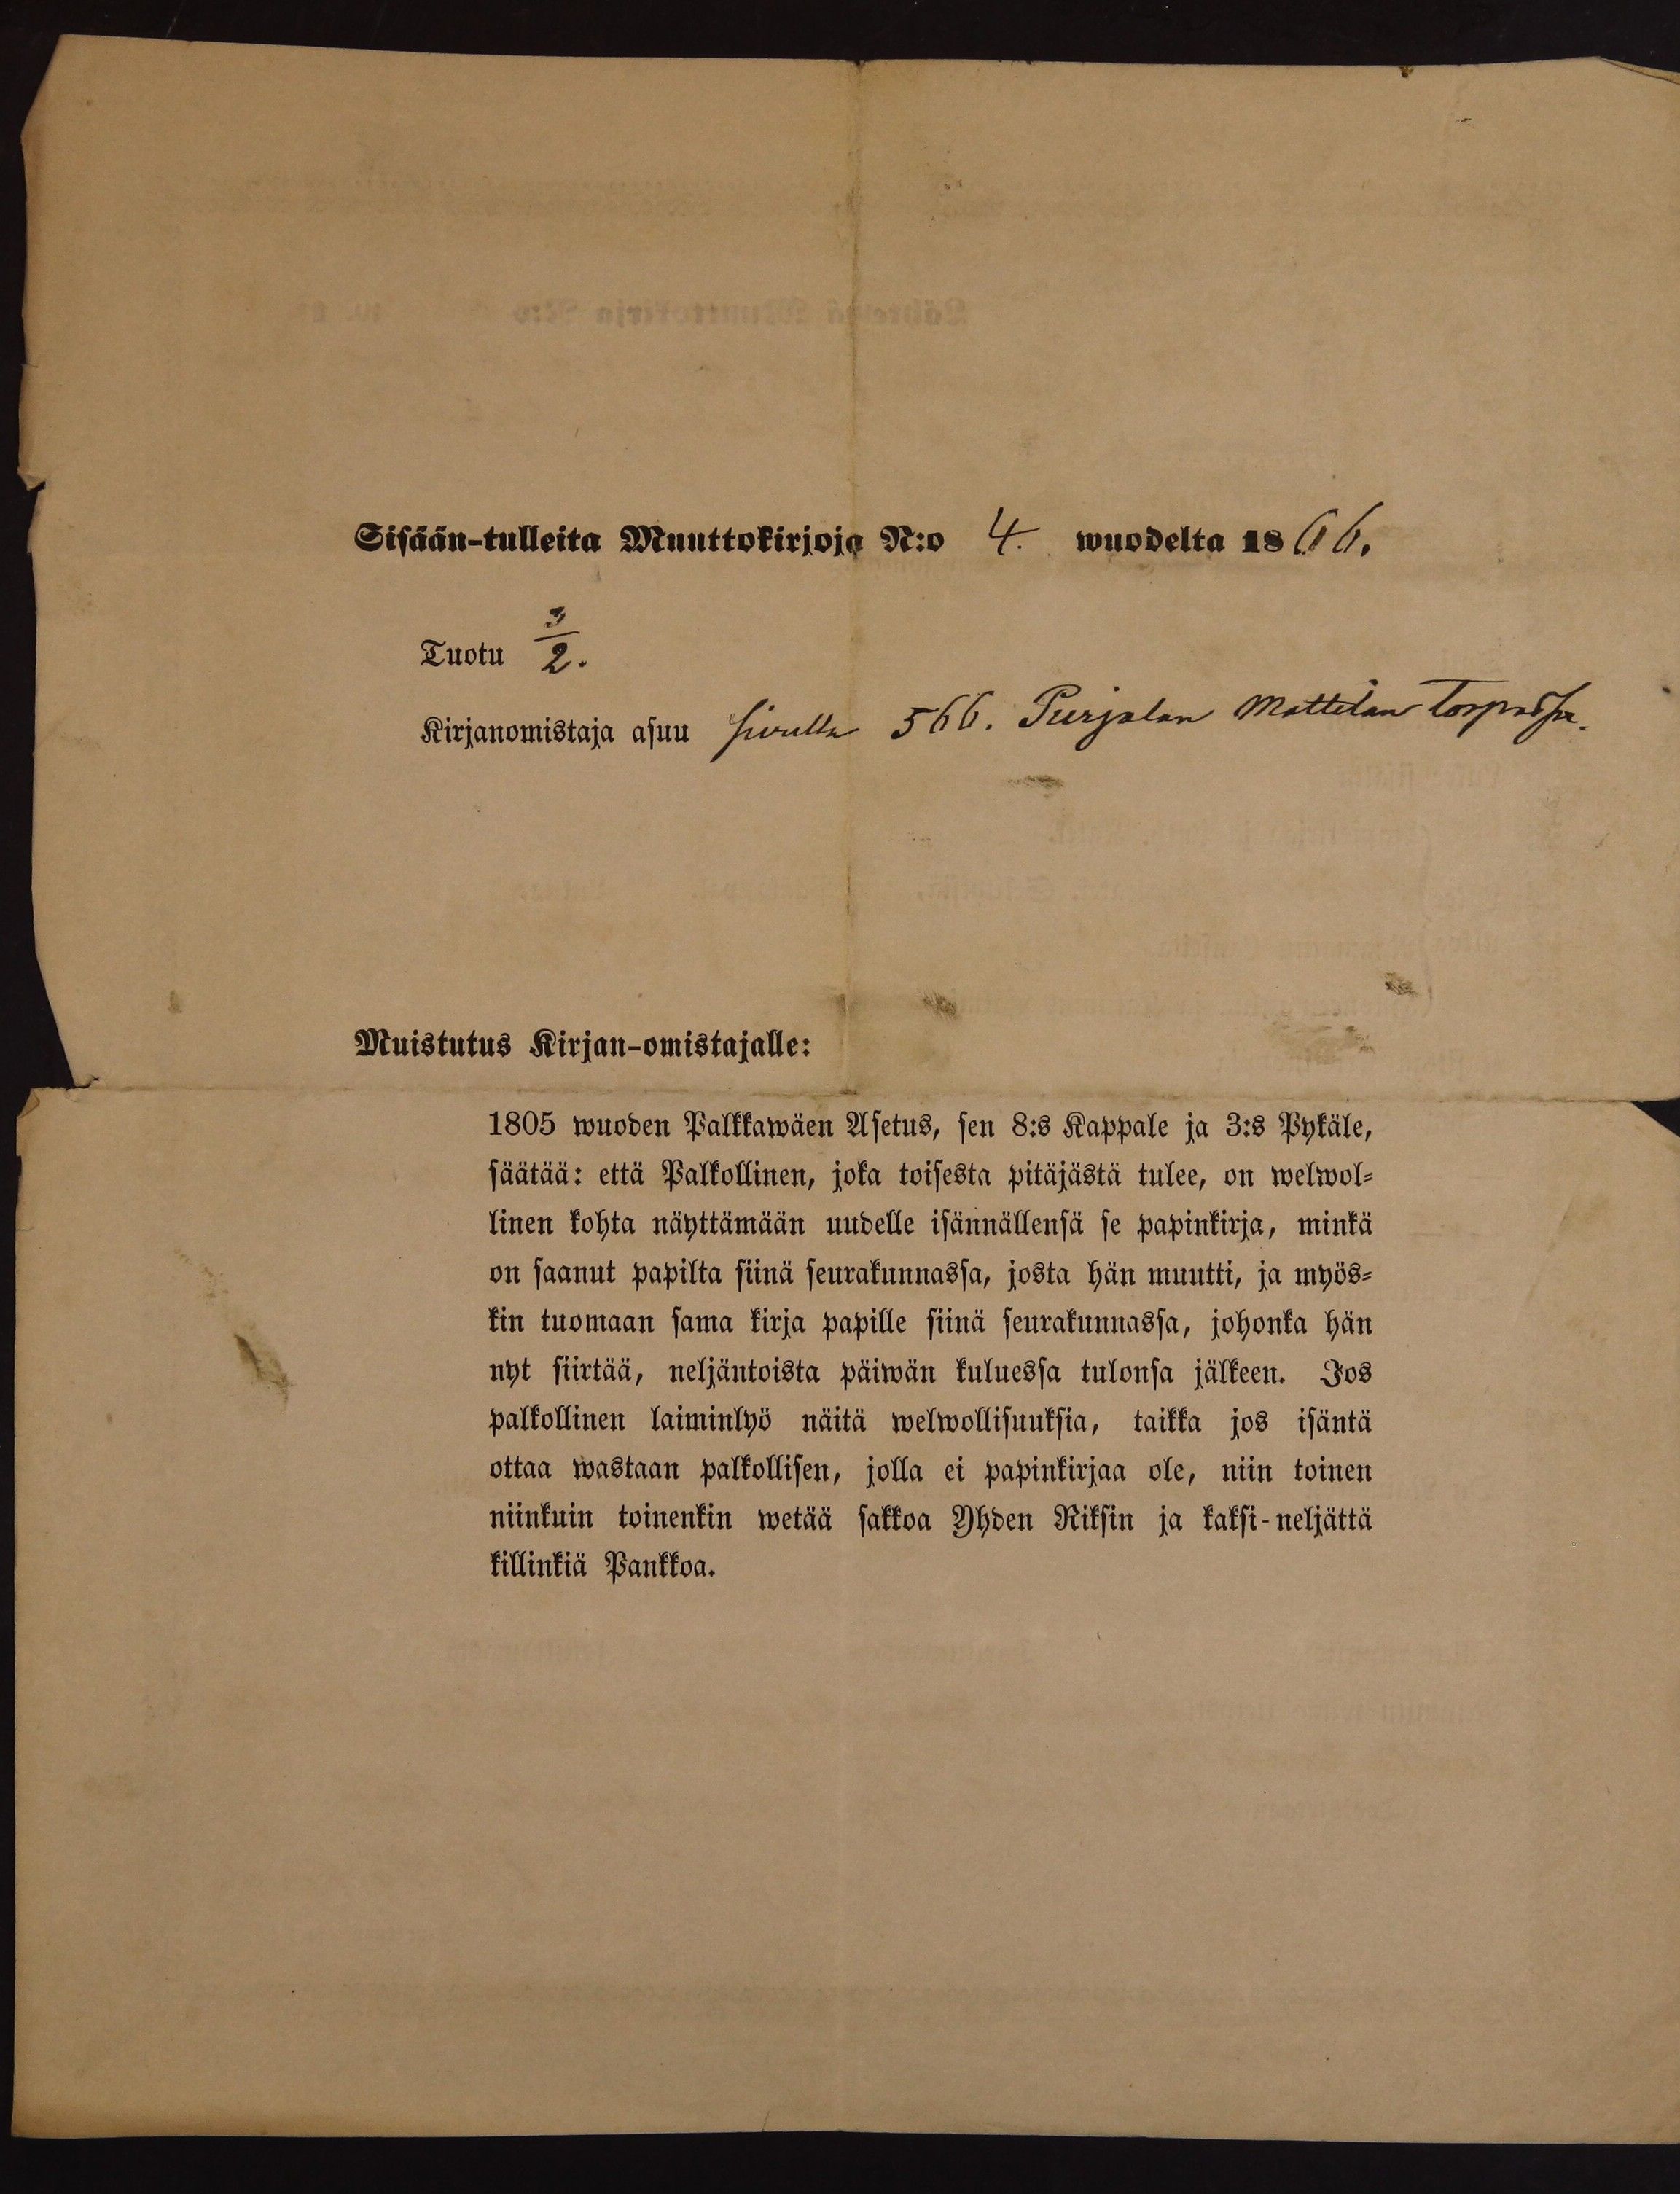 Sisään-tulleita Muuttokirjoja N:o 4. wuodelta 1866.
Tuotu 3/2.
Kirjanomistaja asuu sivulla 566. Purjalan Mattilan Torpassa.
Muistutus Kirjan-omistajalle:
1805 wuoden Palkkawäen Asetus, sen 8:s Kappale ja 3:s Pykäle,
säätää: että Palkollinen, joka toisesta pitäjästä tulee, on welwol-
linen kohta näyttämään uudelle isännällensä se papinkirja, minkä
on saanut papilta siinä seurakunnassa, josta hän muutti, ja myös-
kin tuomaan sama kirja papille siinä seurakunnassa, johonka hän
nyt siirtää, neljäntoista päiwän kuluessa tulonsa jälkeen. Jos
palkollinen laiminlyö näitä welwollisuuksia, taikka jos isäntä
ottaa wastaan palkollisen, jolla ei papinkirjaa ole, niin toinen
niinkuin toinenkin wetää sakkoa Yhden Riksin ja kaksi-neljättä
killinkiä Pankkoa.